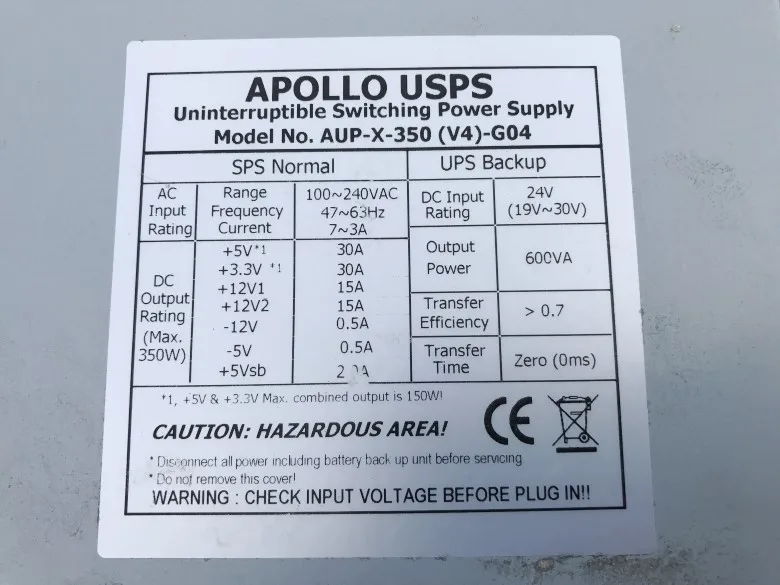 APOLLO USPS
Uninterruptible Switching Power Supply
Model No. AUP-X-350 (V4)-G04
SPS Normal
UPS Backup
AC Input Rating
Range 100~240VAC
Frequency 47~63Hz
Current 7~3A
DC Output Rating (Max. 350W)
+5V*1 30A
+3.3V *1 30A
+12V1 15A
+12V2 15A
-12V 0.5A
-5V 0.5A
+5Vsb
DC Input Rating 24V (19V~30V)
Output Power 600VA
Transfer Efficiency > 0.7
Transfer Time Zero (0ms)
*1, +5V & +3.3V Max. combined output is 150W!
CE
CAUTION: HAZARDOUS AREA!
* Disconnect all power including battery back up unit before servicing
* Do not remove this cover!
WARNING : CHECK INPUT VOLTAGE BEFORE PLUG IN!!